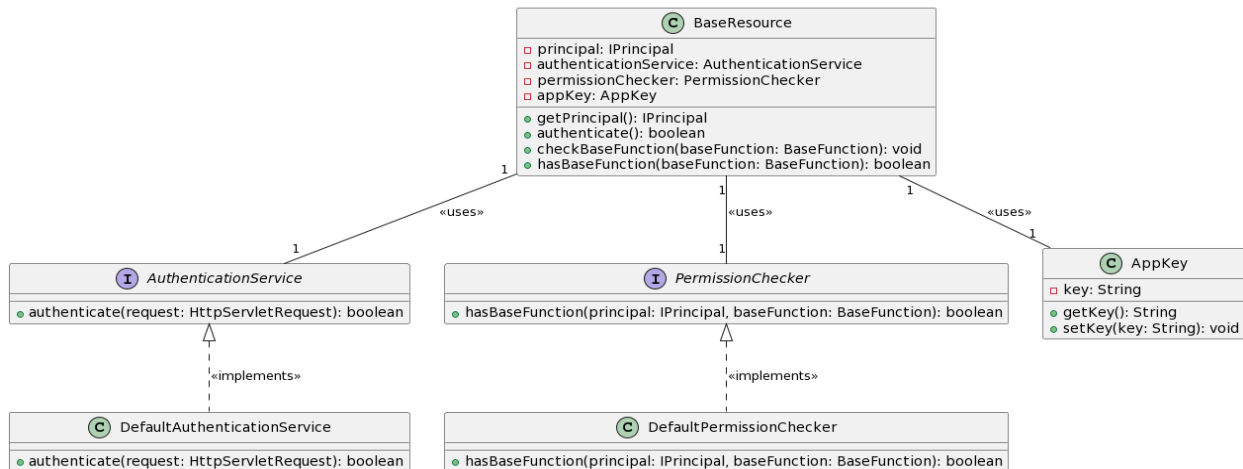 C BaseResource
principal: IPrincipal
authenticationService: AuthenticationService
permissionChecker: PermissionChecker
appKey: AppKey
getPrincipal(): IPrincipal
authenticate(): boolean
checkBaseFunction(baseFunction: BaseFunction): void
hasBaseFunction(baseFunction: BaseFunction): boolean
1 1 1
«uses» «uses» «uses»
1 1 1
I AuthenticationService
authenticate(request: HttpServletRequest): boolean
I PermissionChecker
hasBaseFunction(principal: IPrincipal, baseFunction: BaseFunction): boolean
C AppKey
key: String
getKey(): String
setKey(key: String): void
«implements» «implements»
C DefaultAuthenticationService
authenticate(request: HttpServletRequest): boolean
C DefaultPermissionChecker
hasBaseFunction(principal: IPrincipal, baseFunction: BaseFunction): boolean